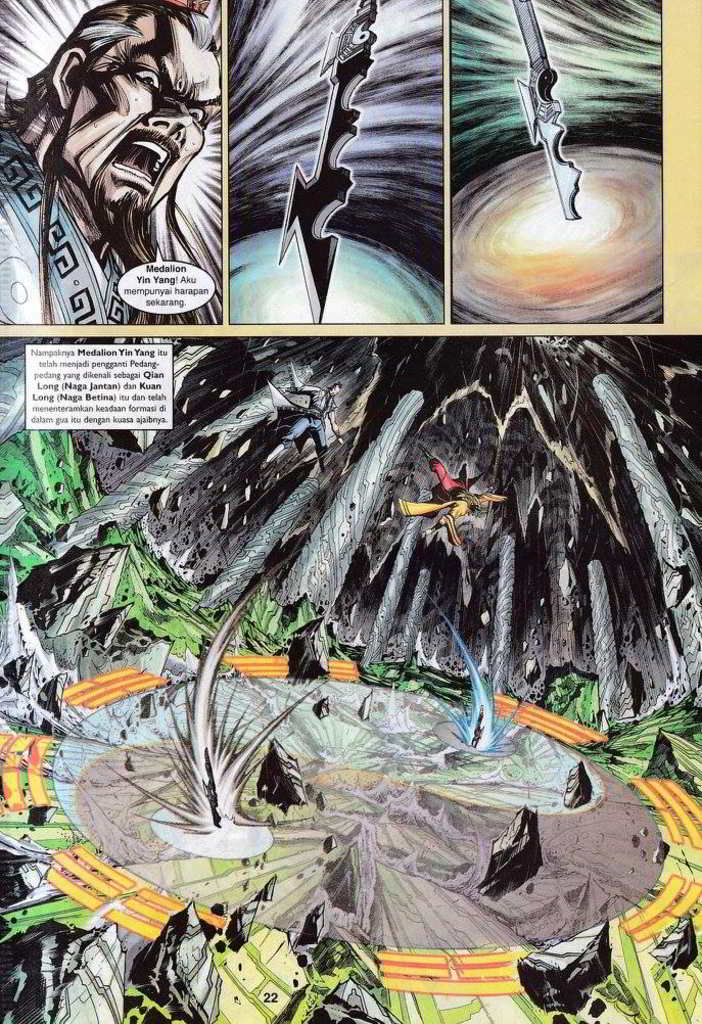 Medalion
Yin Yang! Aku
mempunyai harapan
sekarang.
Nampaknya Medalion Yin Yang itu
telah menjadi pengganti Pedang-
pedang yang dikenali sebagai Qian
Long (Naga Jantan) dan Kuan
Long (Naga Betina) itu dan telah
menenteramkan keadaan formasi di
dalam gua itu dengan kuasa ajaibnya.
22